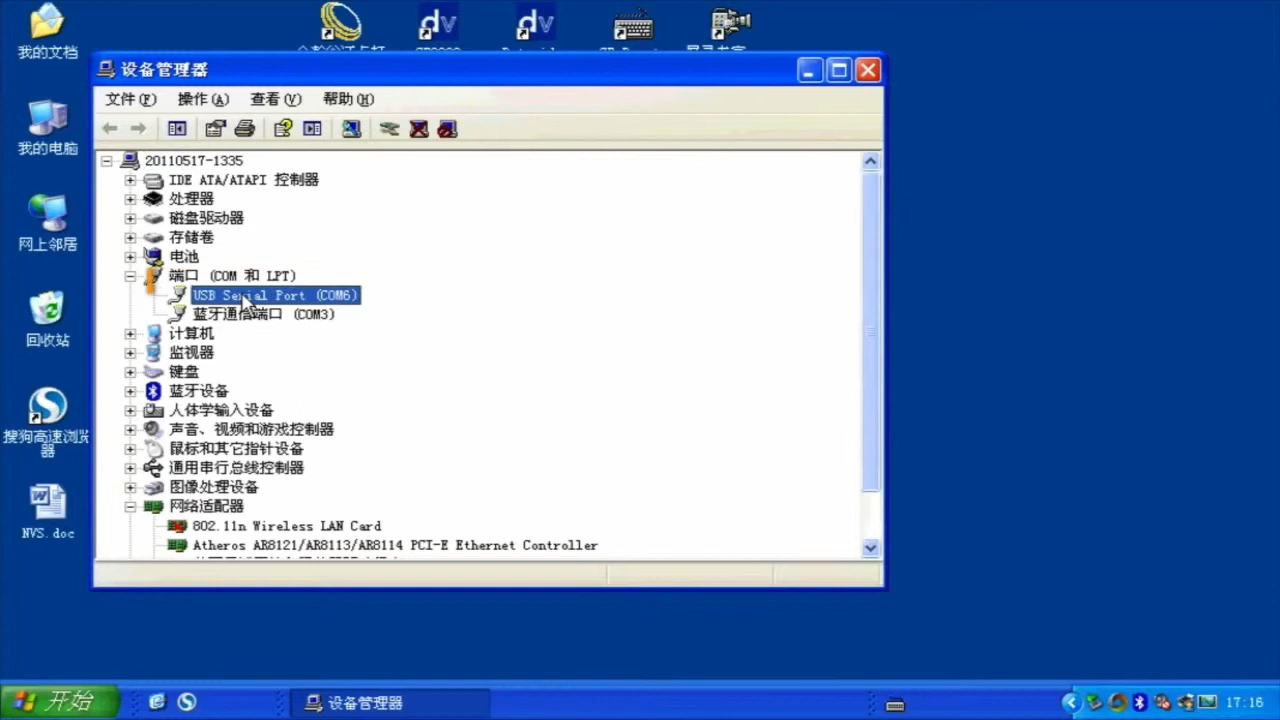 我的文档
设备管理器
文件(F) 操作(A) 查看(V) 帮助(H)
我的电脑
20110517-1335
IDE ATA/ATAPI 控制器
处理器
磁盘驱动器
网上邻居
存储卷
电池
端口 (COM 和 LPT)
USB Serial Port (COM6)
蓝牙通信端口 (COM3)
回收站
计算机
监视器
键盘
蓝牙设备
人体学输入设备
搜狗高速浏览器
声音、视频和游戏控制器
鼠标和其它指针设备
通用串行总线控制器
图像处理设备
网络适配器
NVS.doc
802.11n Wireless LAN Card
Atheros AR8121/AR8113/AR8114 PCI-E Ethernet Controller
开始
设备管理器
17:16